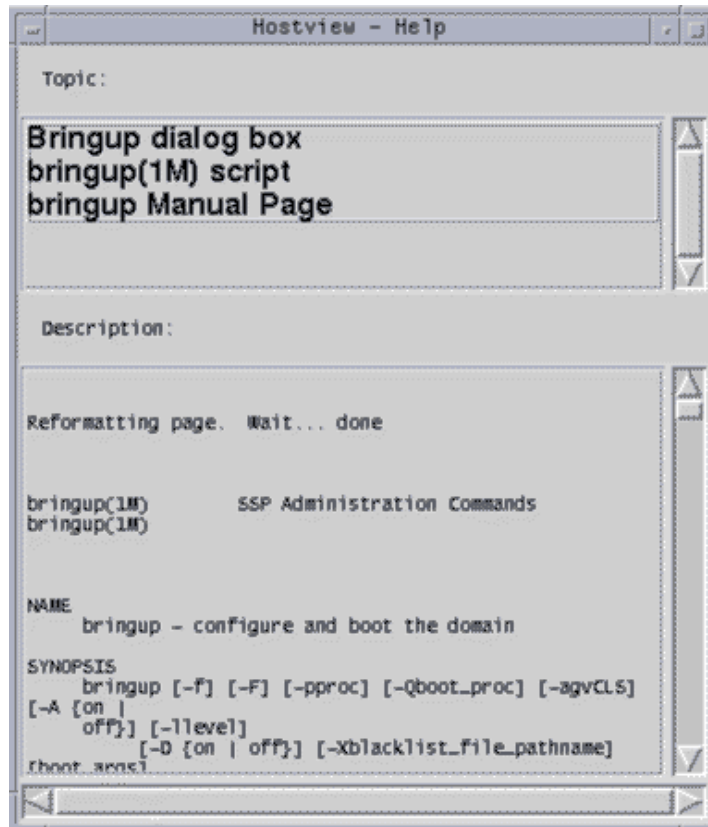 Hostview - Help
Topic:
Bringup dialog box
bringup(1M) script
bringup Manual Page
Description:
Reformatting page. Wait... done
bringup(1M) SSP Administration Commands
bringup(1M)
NAME
bringup - configure and boot the domain
SYNOPSIS
bringup [-f] [-F] [-pproc] [-Qboot_proc] [-agvCLS]
[-A {on |
off}] [-llevel]
[-D {on | off}] [-Xblacklist_file_pathname]
[boot args]